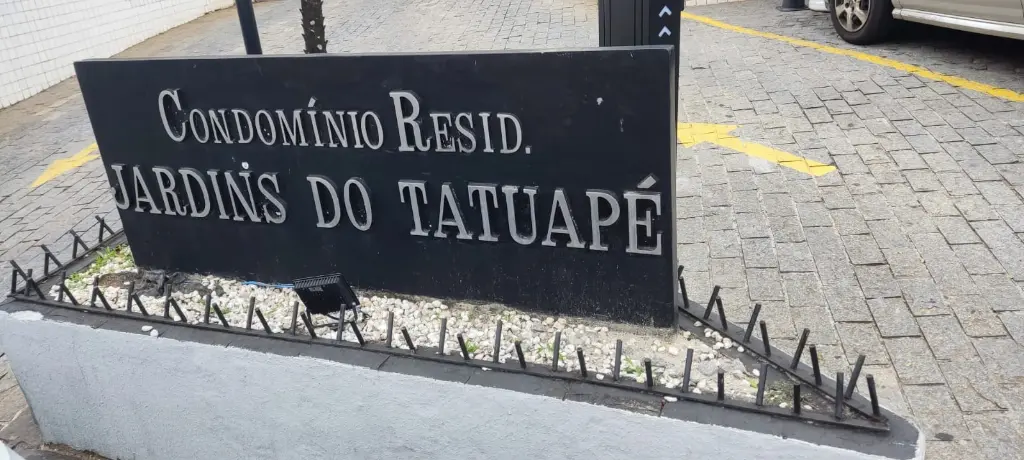 CONDOMÍNIO RESID.
JARDINS DO TATUAPÉ